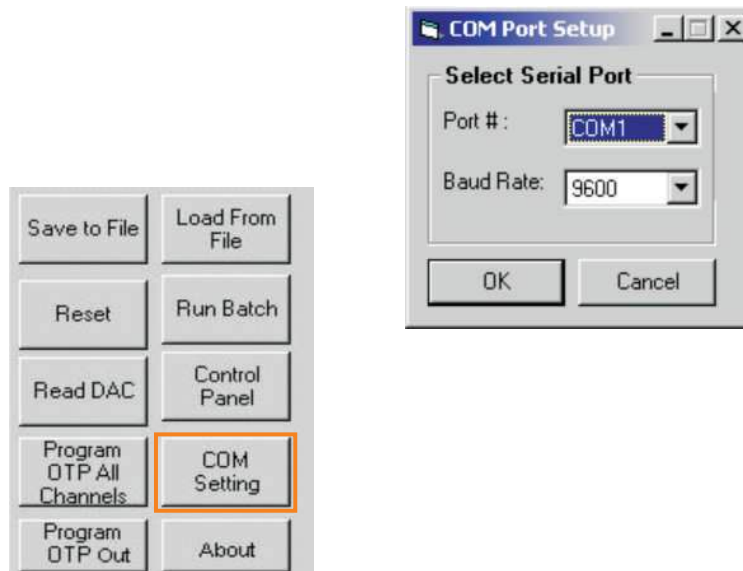 COM Port Setup
Select Serial Port
Port # :
COM1
Baud Rate:
9600
OK
Cancel
Save to File
Load From
File
Reset
Run Batch
Read DAC
Control
Panel
Program
OTP All
Channels
COM
Setting
Program
OTP Out
About